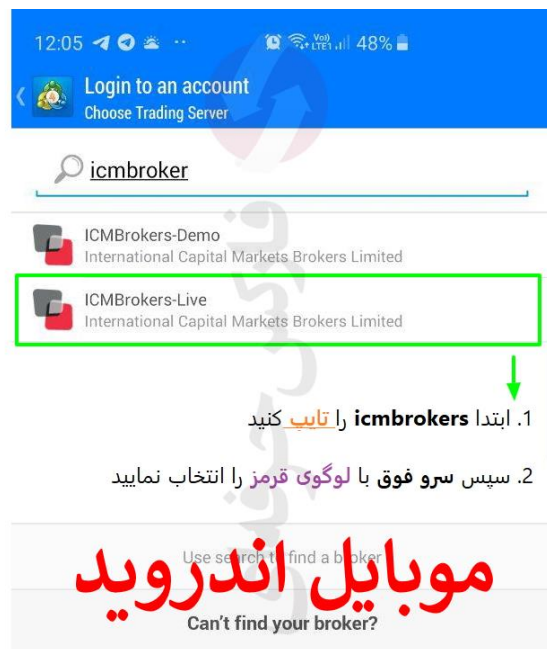 12:05 48%
Login to an account
Choose Trading Server
icmbroker
ICMBrokers-Demo
International Capital Markets Brokers Limited
ICMBrokers-Live
International Capital Markets Brokers Limited
1. ابتدا icmbrokers را تایپ کنید
2. سپس سرو فوق با لوگوی قرمز را انتخاب نمایید
Use search to find a broker
موبایل اندروید
Can't find your broker?